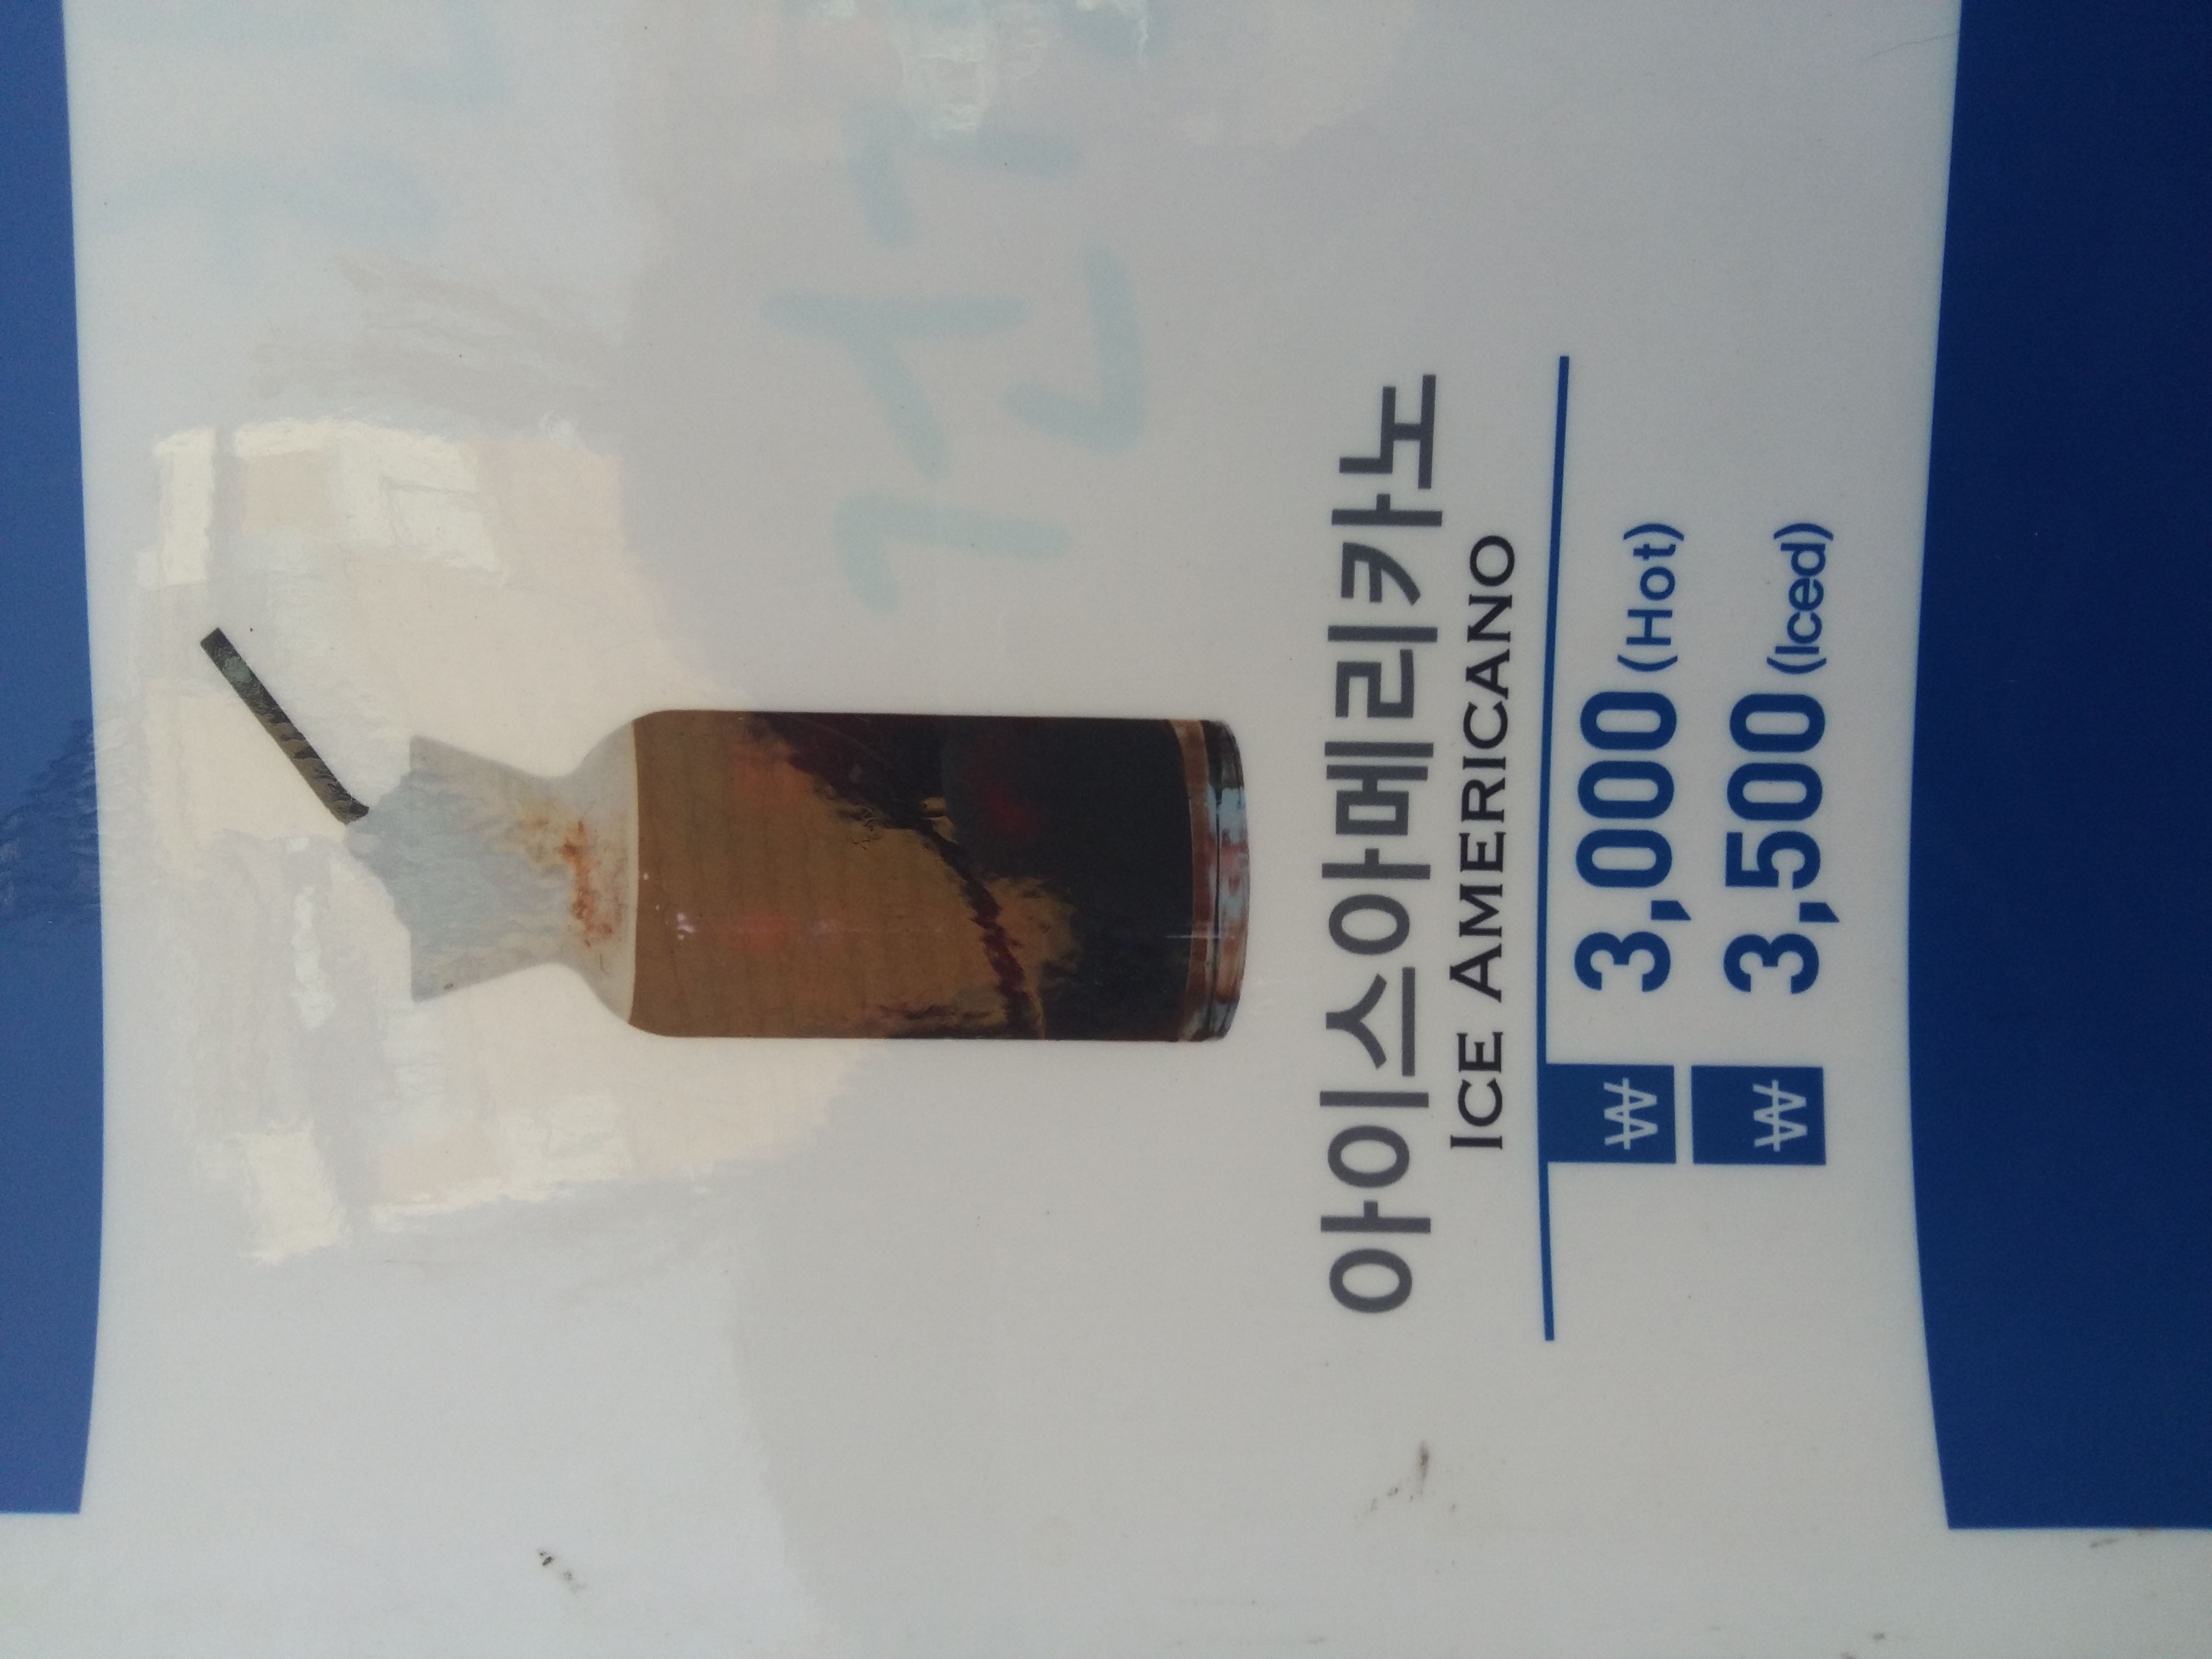 아이스아메리카노
ICE AMERICANO
₩ 3,000 (Hot)
₩ 3,500 (Iced)